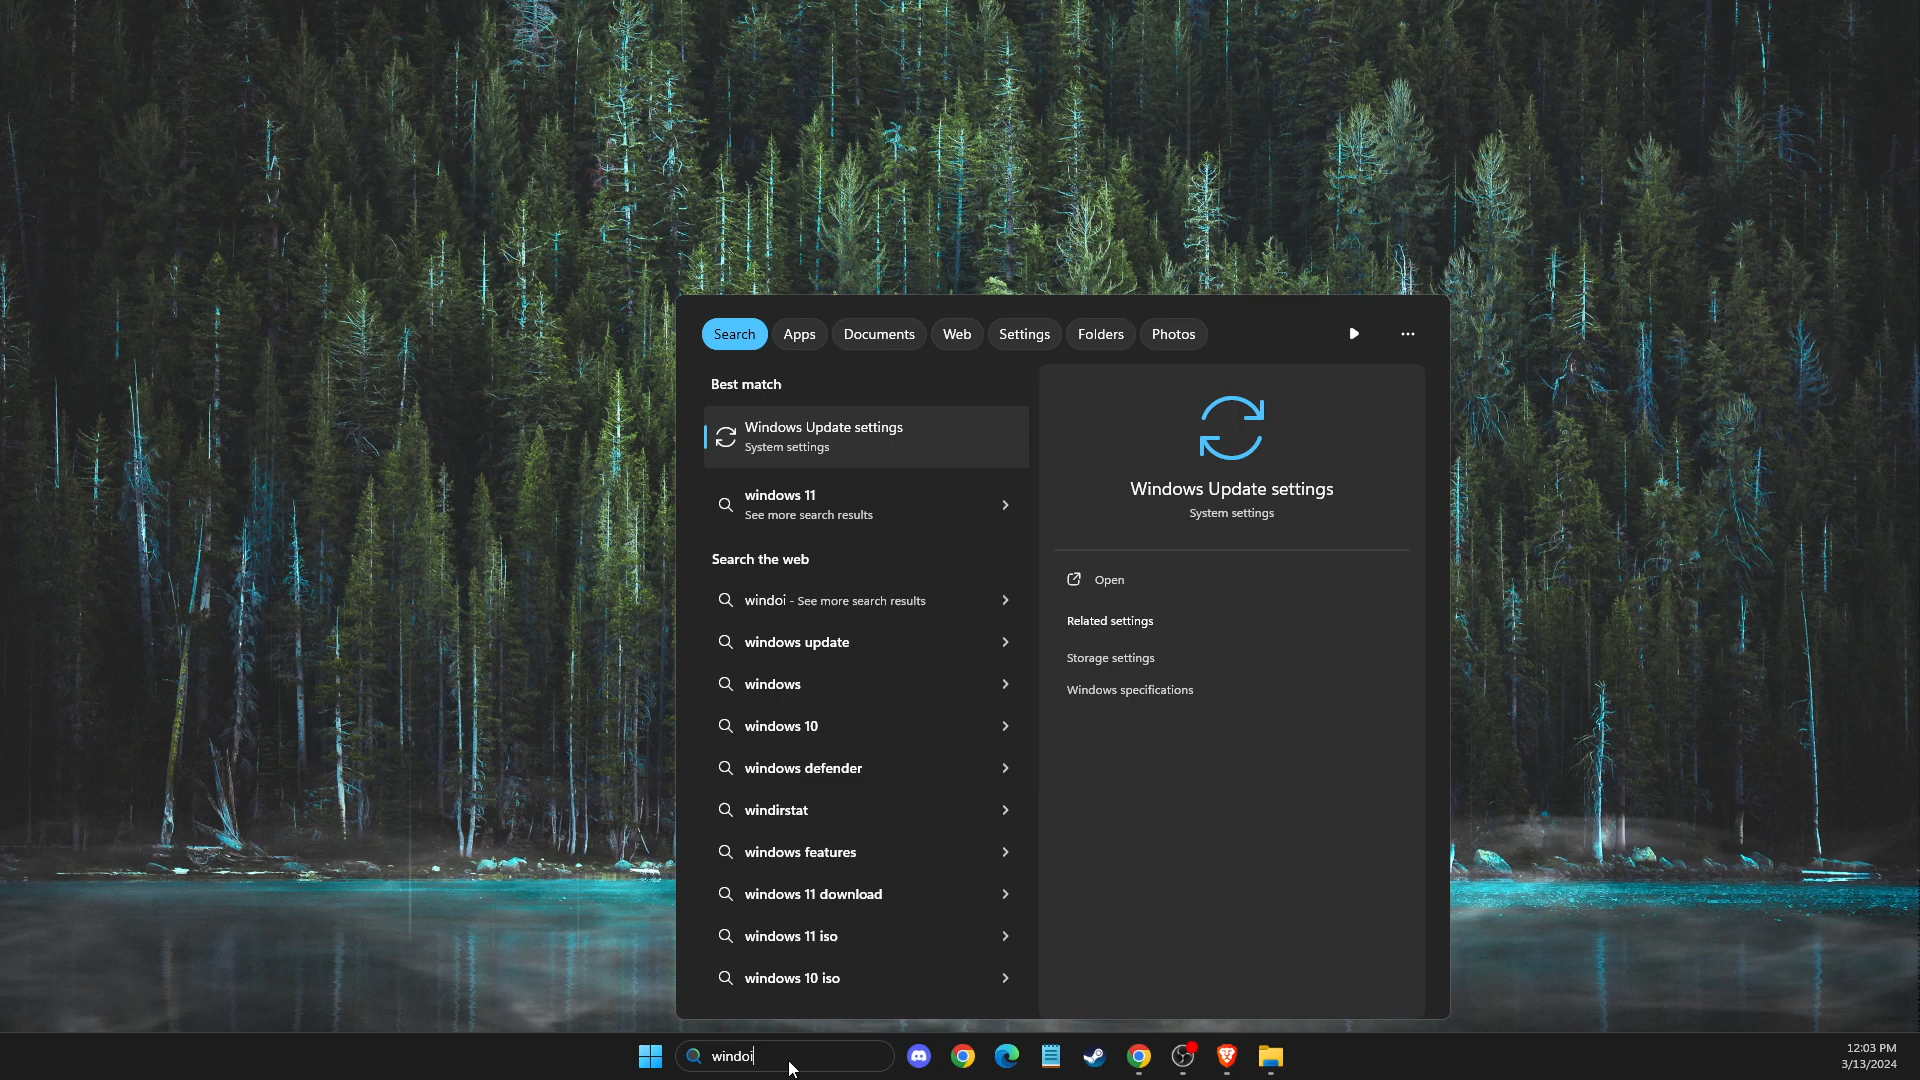 Search Apps Documents Web Settings Folders Photos
Best match
Windows Update settings
System settings
windows 11
See more search results
Search the web
windoi - See more search results
windows update
windows
windows 10
windows defender
windirstat
windows features
windows 11 download
windows 11 iso
windows 10 iso
Windows Update settings
System settings
Open
Related settings
Storage settings
Windows specifications
windoi
12:03 PM
3/13/2024